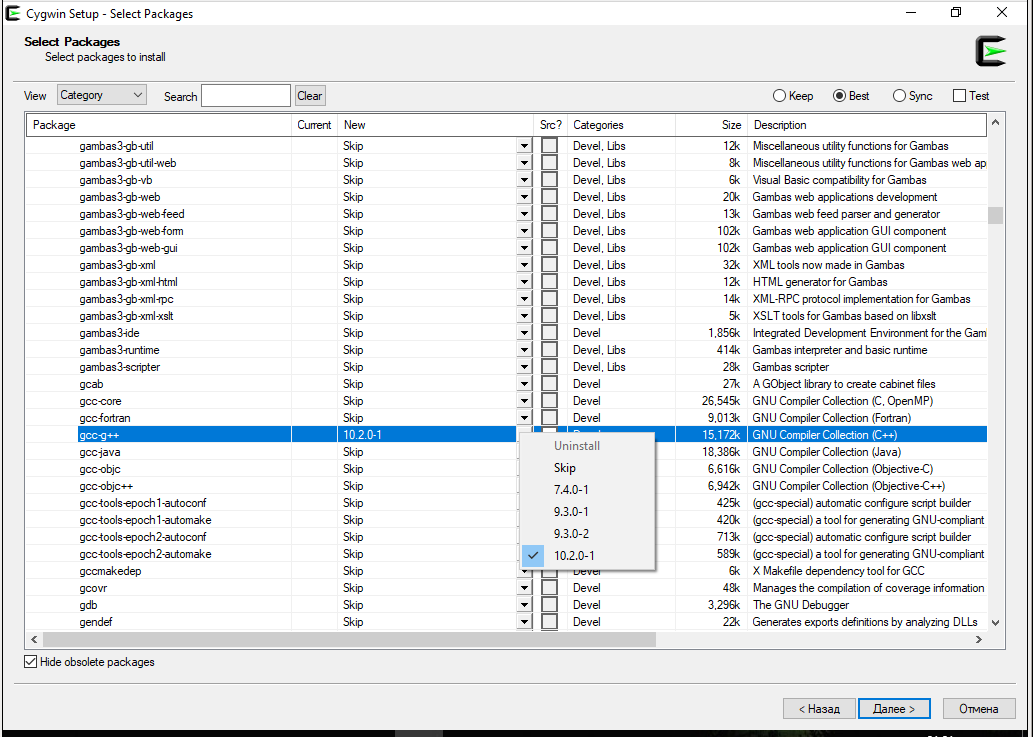 Cygwin Setup - Select Packages
Select Packages
Select packages to install
View Category Search Clear Keep Best Sync Test
Package Current New Src? Categories Size Description
gambas3-gb-util Skip Devel, Libs 12k Miscellaneous utility functions for Gambas
gambas3-gb-util-web Skip Devel, Libs 8k Miscellaneous utility functions for Gambas web ap
gambas3-gb-vb Skip Devel, Libs 6k Visual Basic compatibility for Gambas
gambas3-gb-web Skip Devel, Libs 20k Gambas web applications development
gambas3-gb-web-feed Skip Devel, Libs 13k Gambas web feed parser and generator
gambas3-gb-web-form Skip Devel, Libs 102k Gambas web application GUI component
gambas3-gb-web-gui Skip Devel, Libs 102k Gambas web application GUI component
gambas3-gb-xml Skip Devel, Libs 32k XML tools now made in Gambas
gambas3-gb-xml-html Skip Devel, Libs 12k HTML generator for Gambas
gambas3-gb-xml-rpc Skip Devel, Libs 14k XML-RPC protocol implementation for Gambas
gambas3-gb-xml-xslt Skip Devel, Libs 5k XSLT tools for Gambas based on libxslt
gambas3-ide Skip Devel 1,856k Integrated Development Environment for the Gaml
gambas3-runtime Skip Devel, Libs 414k Gambas interpreter and basic runtime
gambas3-scripter Skip Devel, Libs 28k Gambas scripter
gcab Skip Devel 27k A GObject library to create cabinet files
gcc-core Skip Devel 26,545k GNU Compiler Collection (C, OpenMP)
gcc-fortran Skip Devel 9,013k GNU Compiler Collection (Fortran)
gcc-g++ 10.2.0-1 15,172k GNU Compiler Collection (C++)
gcc-java Skip 18,386k GNU Compiler Collection (Java)
gcc-objc Skip 6,616k GNU Compiler Collection (Objective-C)
gcc-objc++ Skip 6,942k GNU Compiler Collection (Objective-C++)
gcc-tools-epoch1-autoconf Skip 425k (gcc-special) automatic configure script builder
gcc-tools-epoch1-automake Skip 420k (gcc-special) a tool for generating GNU-compliant
gcc-tools-epoch2-autoconf Skip 713k (gcc-special) automatic configure script builder
gcc-tools-epoch2-automake Skip 589k (gcc-special) a tool for generating GNU-compliant
gccmakedep Skip Devel 6k X Makefile dependency tool for GCC
gcovr Skip Devel 48k Manages the compilation of coverage information
gdb Skip Devel 3,296k The GNU Debugger
gendef Skip Devel 22k Generates exports definitions by analyzing DLLs
Uninstall
Skip
7.4.0-1
9.3.0-1
9.3.0-2
10.2.0-1
Hide obsolete packages
< Назад Далее > Отмена